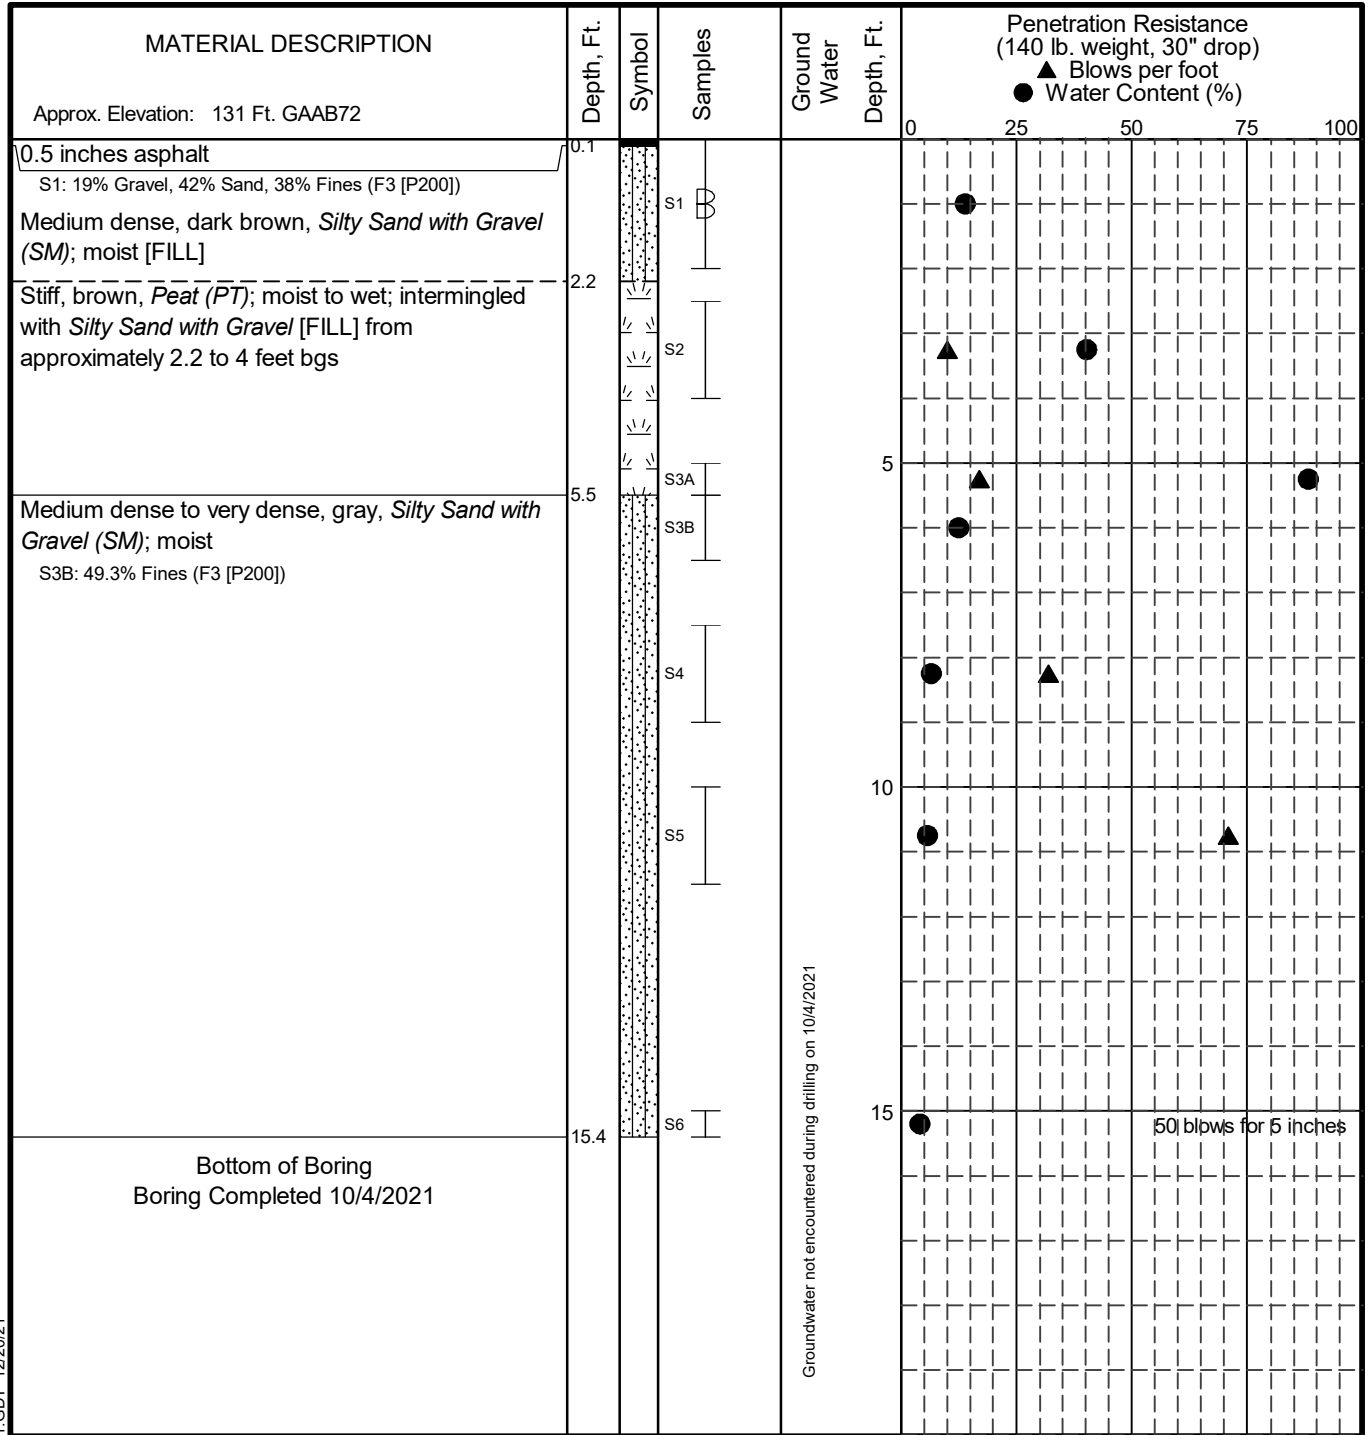 MATERIAL DESCRIPTION
Approx. Elevation: 131 Ft. GAAB72
Depth, Ft.
Symbol
Samples
Ground
Water
Depth, Ft.
Penetration Resistance
(140 lb. weight, 30" drop)
▲ Blows per foot
● Water Content (%)
0 25 50 75 100
0.5 inches asphalt
0.1
S1: 19% Gravel, 42% Sand, 38% Fines (F3 [P200])
S1
Medium dense, dark brown, Silty Sand with Gravel
(SM); moist [FILL]
2.2
Stiff, brown, Peat (PT); moist to wet; intermingled
with Silty Sand with Gravel [FILL] from
approximately 2.2 to 4 feet bgs
S2
5
S3A
5.5
Medium dense to very dense, gray, Silty Sand with
Gravel (SM); moist
S3B
S3B: 49.3% Fines (F3 [P200])
S4
10
S5
Groundwater not encountered during drilling on 10/4/2021
15
S6
50 blows for 5 inches
15.4
Bottom of Boring
Boring Completed 10/4/2021